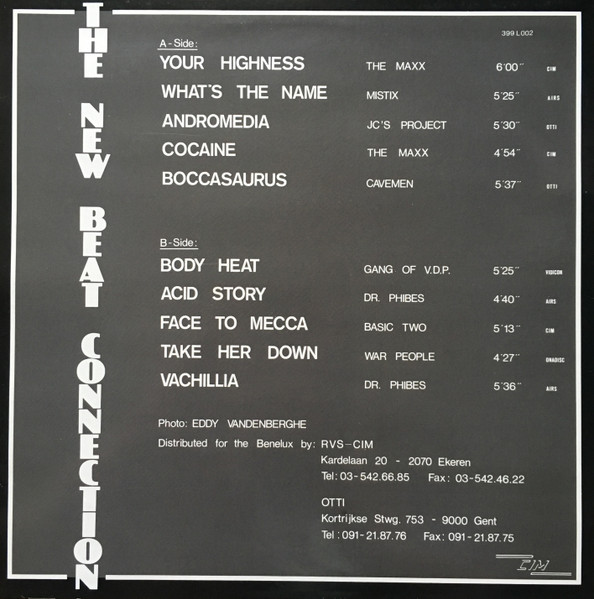 THE NEW BEAT CONNECTION
399 L002
A-Side:
YOUR HIGHNESS THE MAXX 6'00'' CIM
WHAT'S THE NAME MISTIX 5'25'' AIRS
ANDROMEDIA JC'S PROJECT 5'30'' OTTI
COCAINE THE MAXX 4'54'' CIM
BOCCASAURUS CAVEMEN 5'37'' OTTI
B-Side:
BODY HEAT GANG OF V.D.P. 5'25'' VIDICON
ACID STORY DR. PHIBES 4'40'' AIRS
FACE TO MECCA BASIC TWO 5'13'' CIM
TAKE HER DOWN WAR PEOPLE 4'27'' ONADISC
VACHILLIA DR. PHIBES 5'36'' AIRS
Photo: EDDY VANDENBERGHE
Distributed for the Benelux by: RVS-CIM
Kardelaan 20 - 2070 Ekeren
Tel: 03-542.66.85 Fax: 03-542.46.22
OTTI
Kortrijkse Stwg. 753 - 9000 Gent
Tel: 091-21.87.76 Fax: 091-21.87.75
CIM